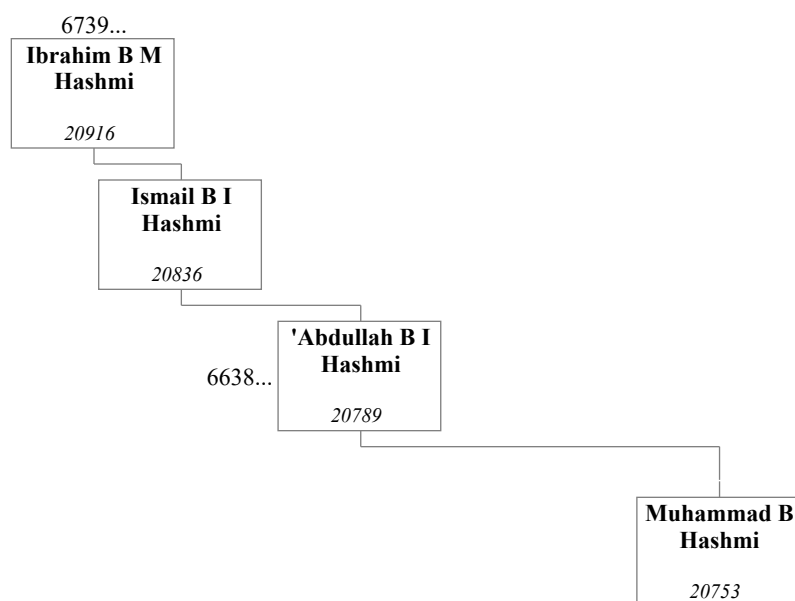 6739...
Ibrahim B M
Hashmi
20916
Ismail B I
Hashmi
20836
'Abdullah B I
Hashmi
6638...
20789
Muhammad B
Hashmi
20753